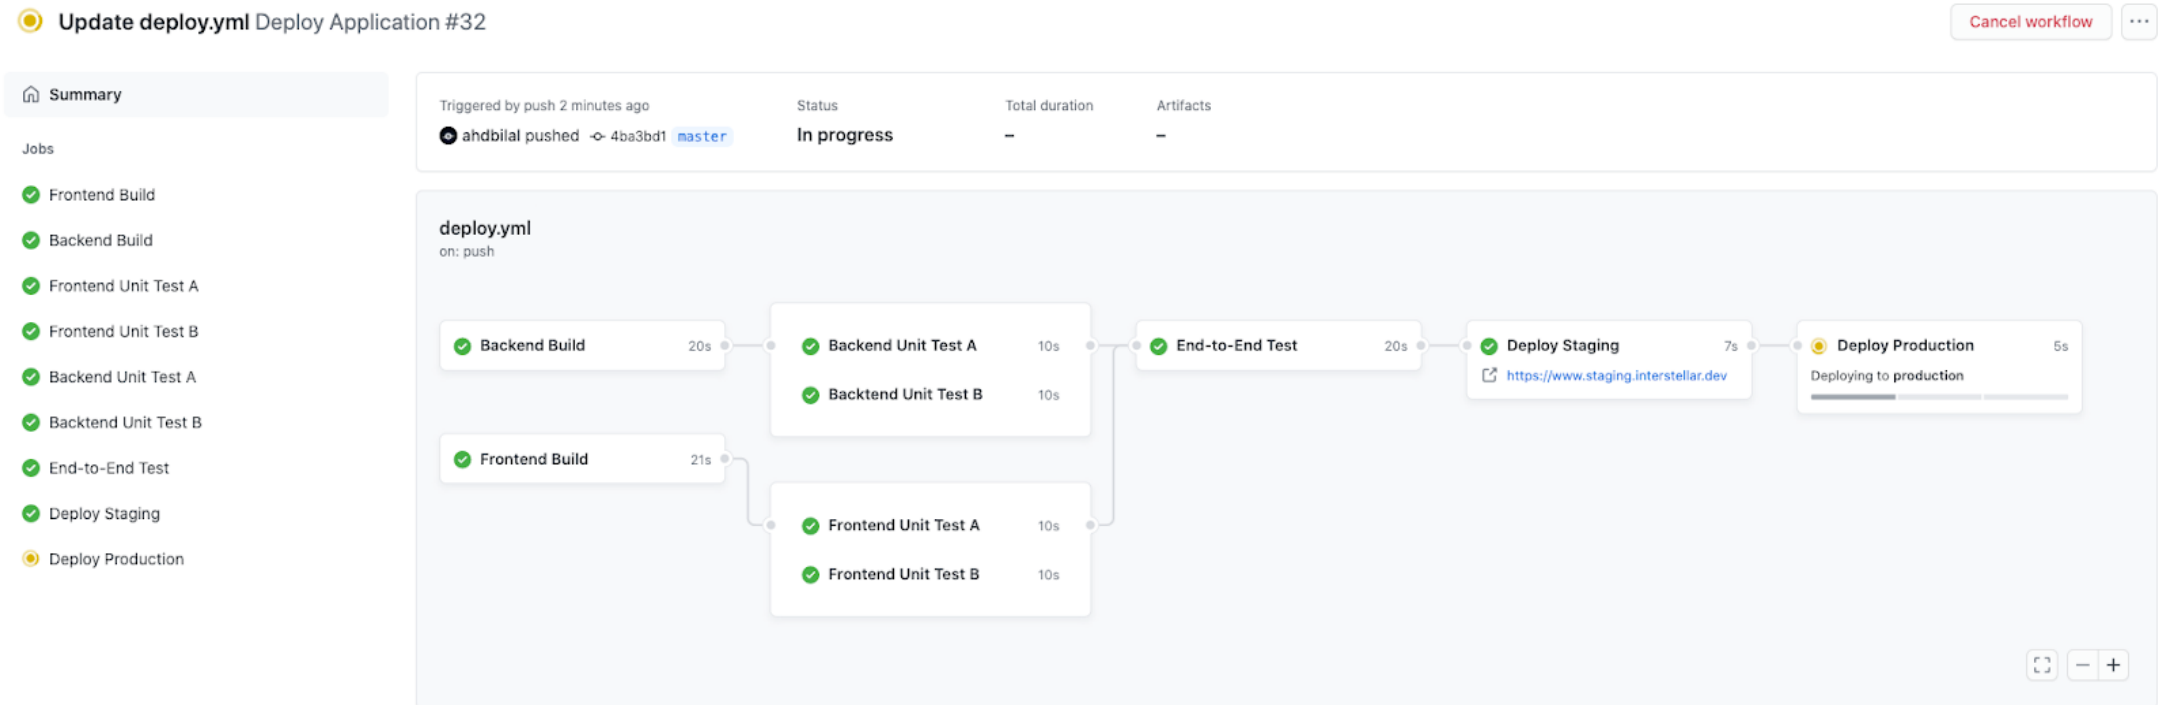 Update deploy.yml Deploy Application #32
Cancel workflow
Summary
Jobs
Frontend Build
Backend Build
Frontend Unit Test A
Frontend Unit Test B
Backend Unit Test A
Backtend Unit Test B
End-to-End Test
Deploy Staging
Deploy Production
Triggered by push 2 minutes ago
ahdbilal pushed 4ba3bd1 master
Status
In progress
Total duration
–
Artifacts
–
deploy.yml
on: push
Backend Build 20s
Frontend Build 21s
Backend Unit Test A 10s
Backtend Unit Test B 10s
Frontend Unit Test A 10s
Frontend Unit Test B 10s
End-to-End Test 20s
Deploy Staging 7s
https://www.staging.interstellar.dev
Deploy Production 5s
Deploying to production